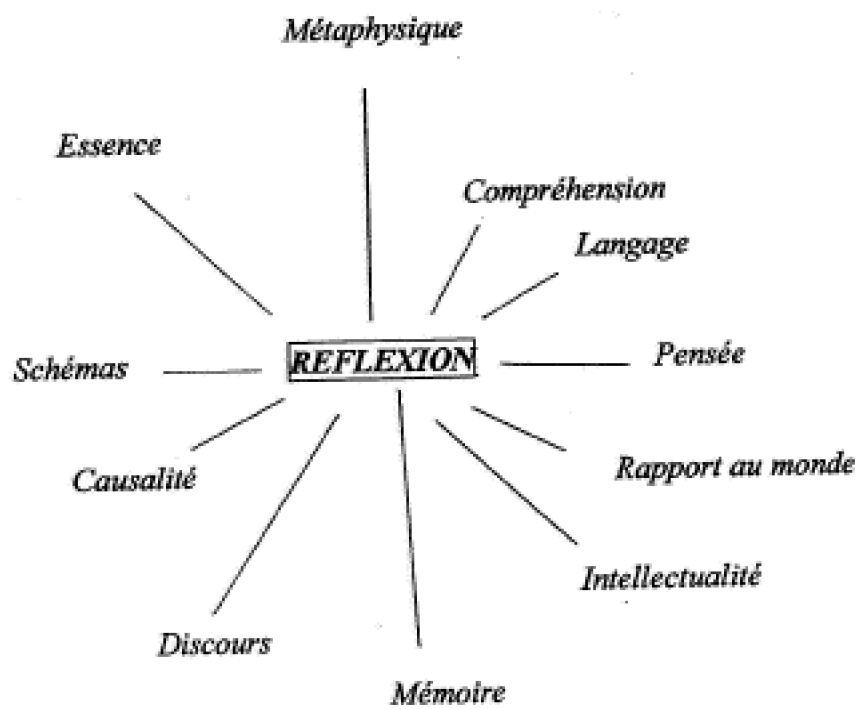 Métaphysique
Essence
Compréhension
Langage
Schémas
REFLEXION
Pensée
Causalité
Rapport au monde
Intellectualité
Discours
Mémoire